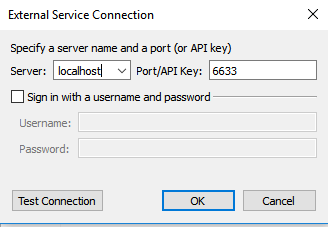 External Service Connection
Specify a server name and a port (or API key)
Server: localhost Port/API Key: 6633
Sign in with a username and password
Username:
Password:
Test Connection OK Cancel